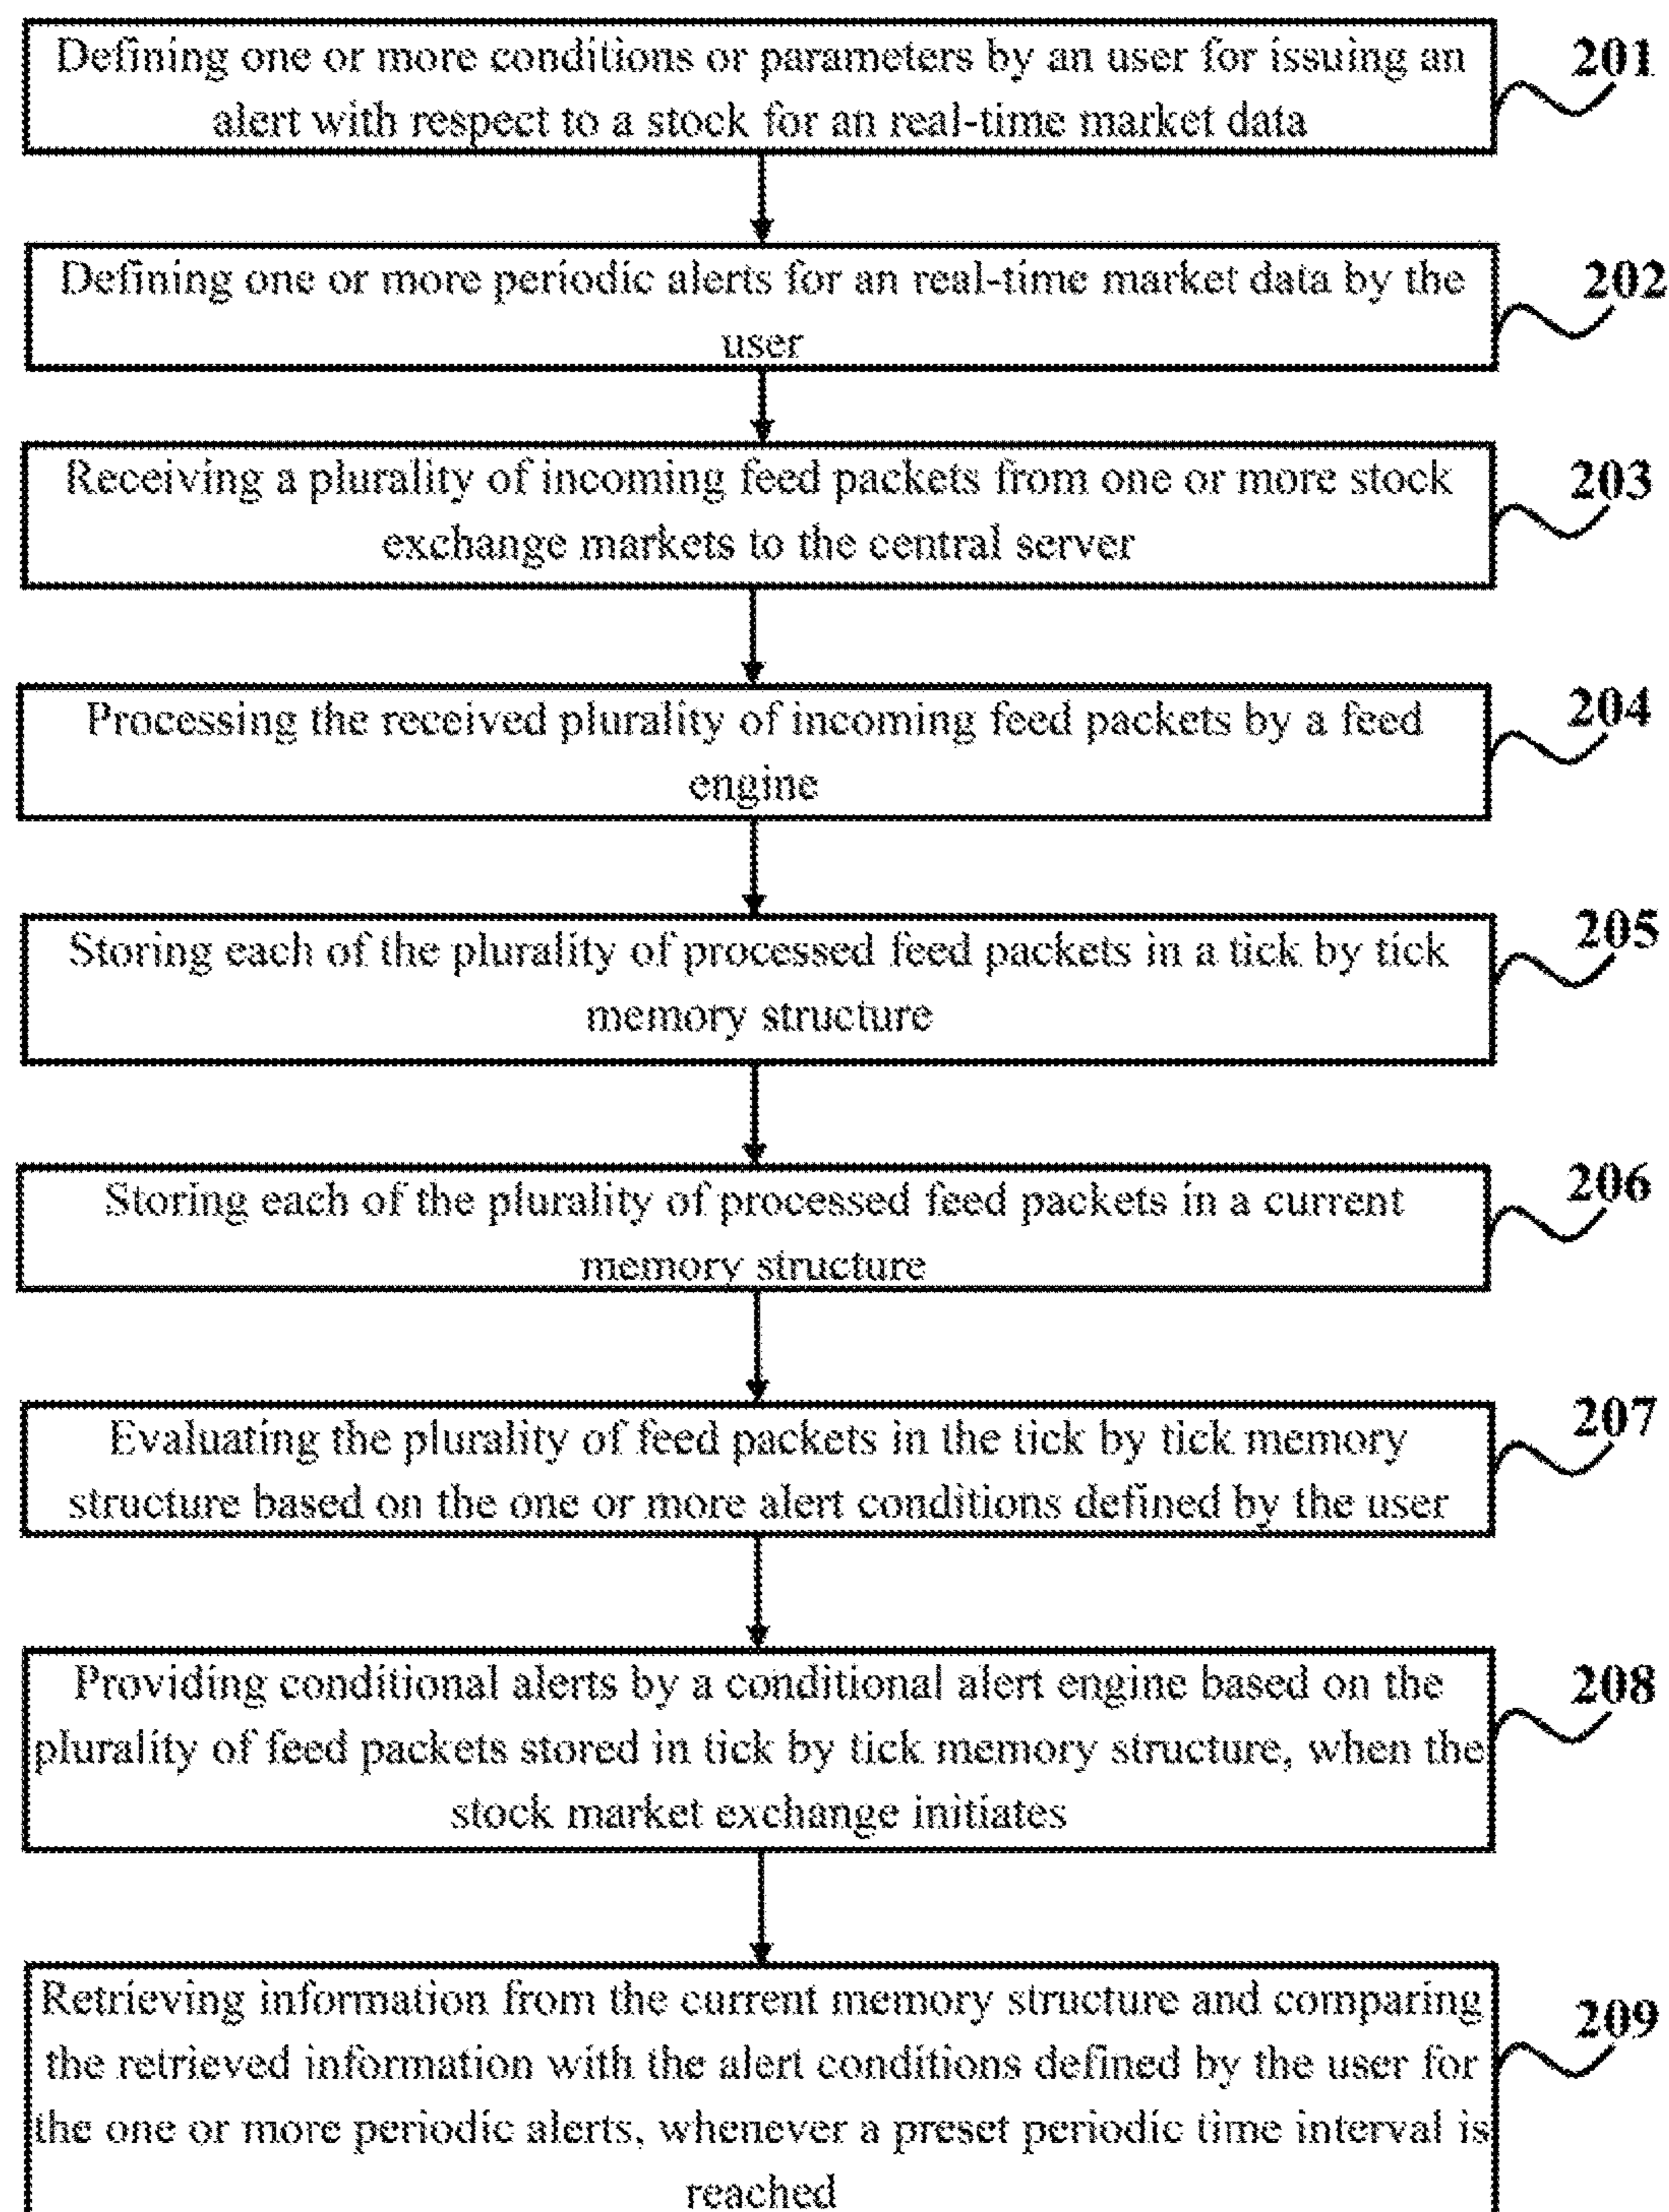 Defining one or more conditions or parameters by an user for issuing an
alert with respect to a stock for an real-time market data
201
Defining one or more periodic alerts for an real-time market data by the
user
202
Receiving a plurality of incoming feed packets from one or more stock
exchange markets to the central server
203
Processing the received plurality of incoming feed packets by a feed
engine
204
Storing each of the plurality of processed feed packets in a tick by tick
memory structure
205
Storing each of the plurality of processed feed packets in a current
memory structure
206
Evaluating the plurality of feed packets in the tick by tick memory
structure based on the one or more alert conditions defined by the user
207
Providing conditional alerts by a conditional alert engine based on the
plurality of feed packets stored in tick by tick memory structure, when the
stock market exchange initiates
208
Retrieving information from the current memory structure and comparing
the retrieved information with the alert conditions defined by the user for
the one or more periodic alerts, whenever a preset periodic time interval is
reached
209